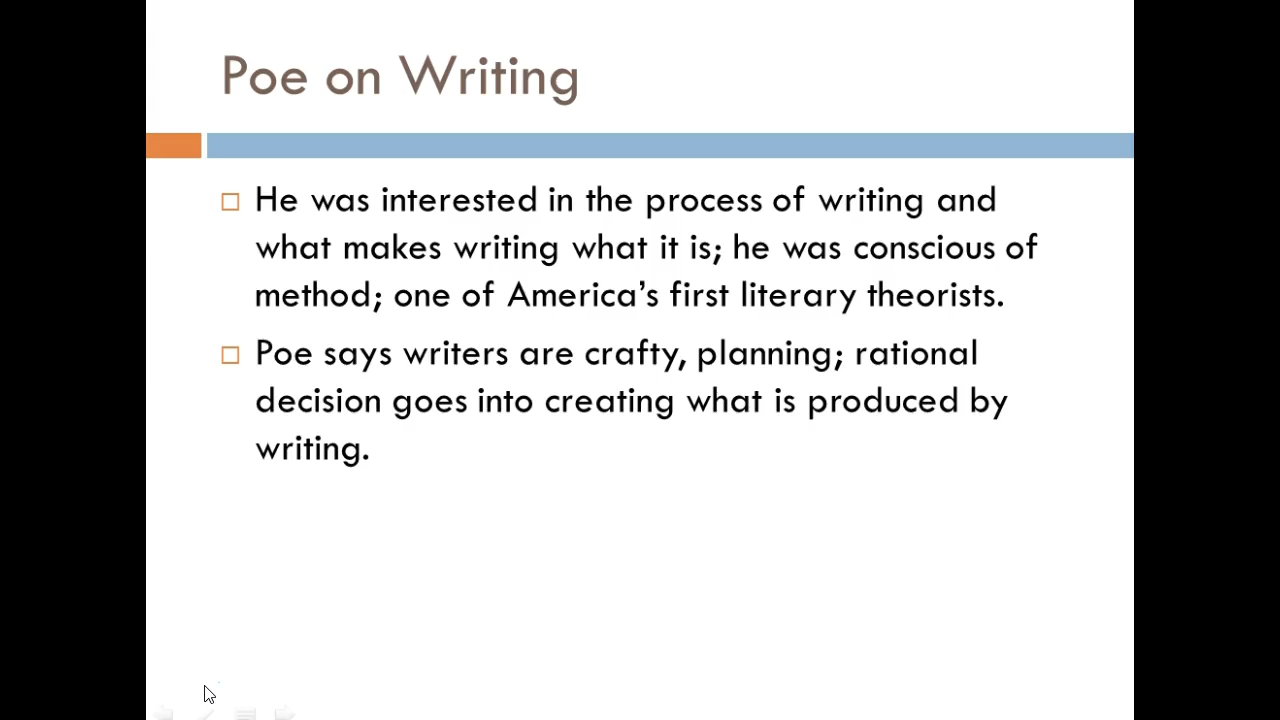 Poe on Writing
He was interested in the process of writing and
what makes writing what it is; he was conscious of
method; one of America’s first literary theorists.
Poe says writers are crafty, planning; rational
decision goes into creating what is produced by
writing.